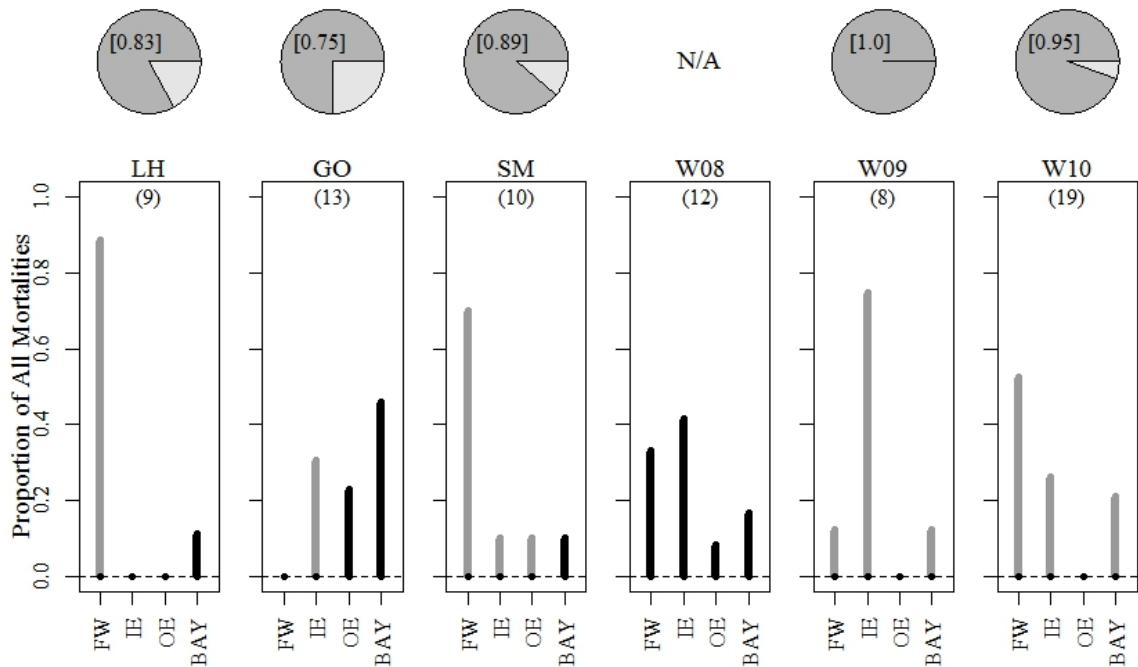 [0.83] [0.75] [0.89] N/A [1.0] [0.95]
LH GO SM W08 W09 W10
(9) (13) (10) (12) (8) (19)
Proportion of All Mortalities
1.0
0.8
0.6
0.4
0.2
0.0
FW IE OE BAY FW IE OE BAY FW IE OE BAY FW IE OE BAY FW IE OE BAY FW IE OE BAY